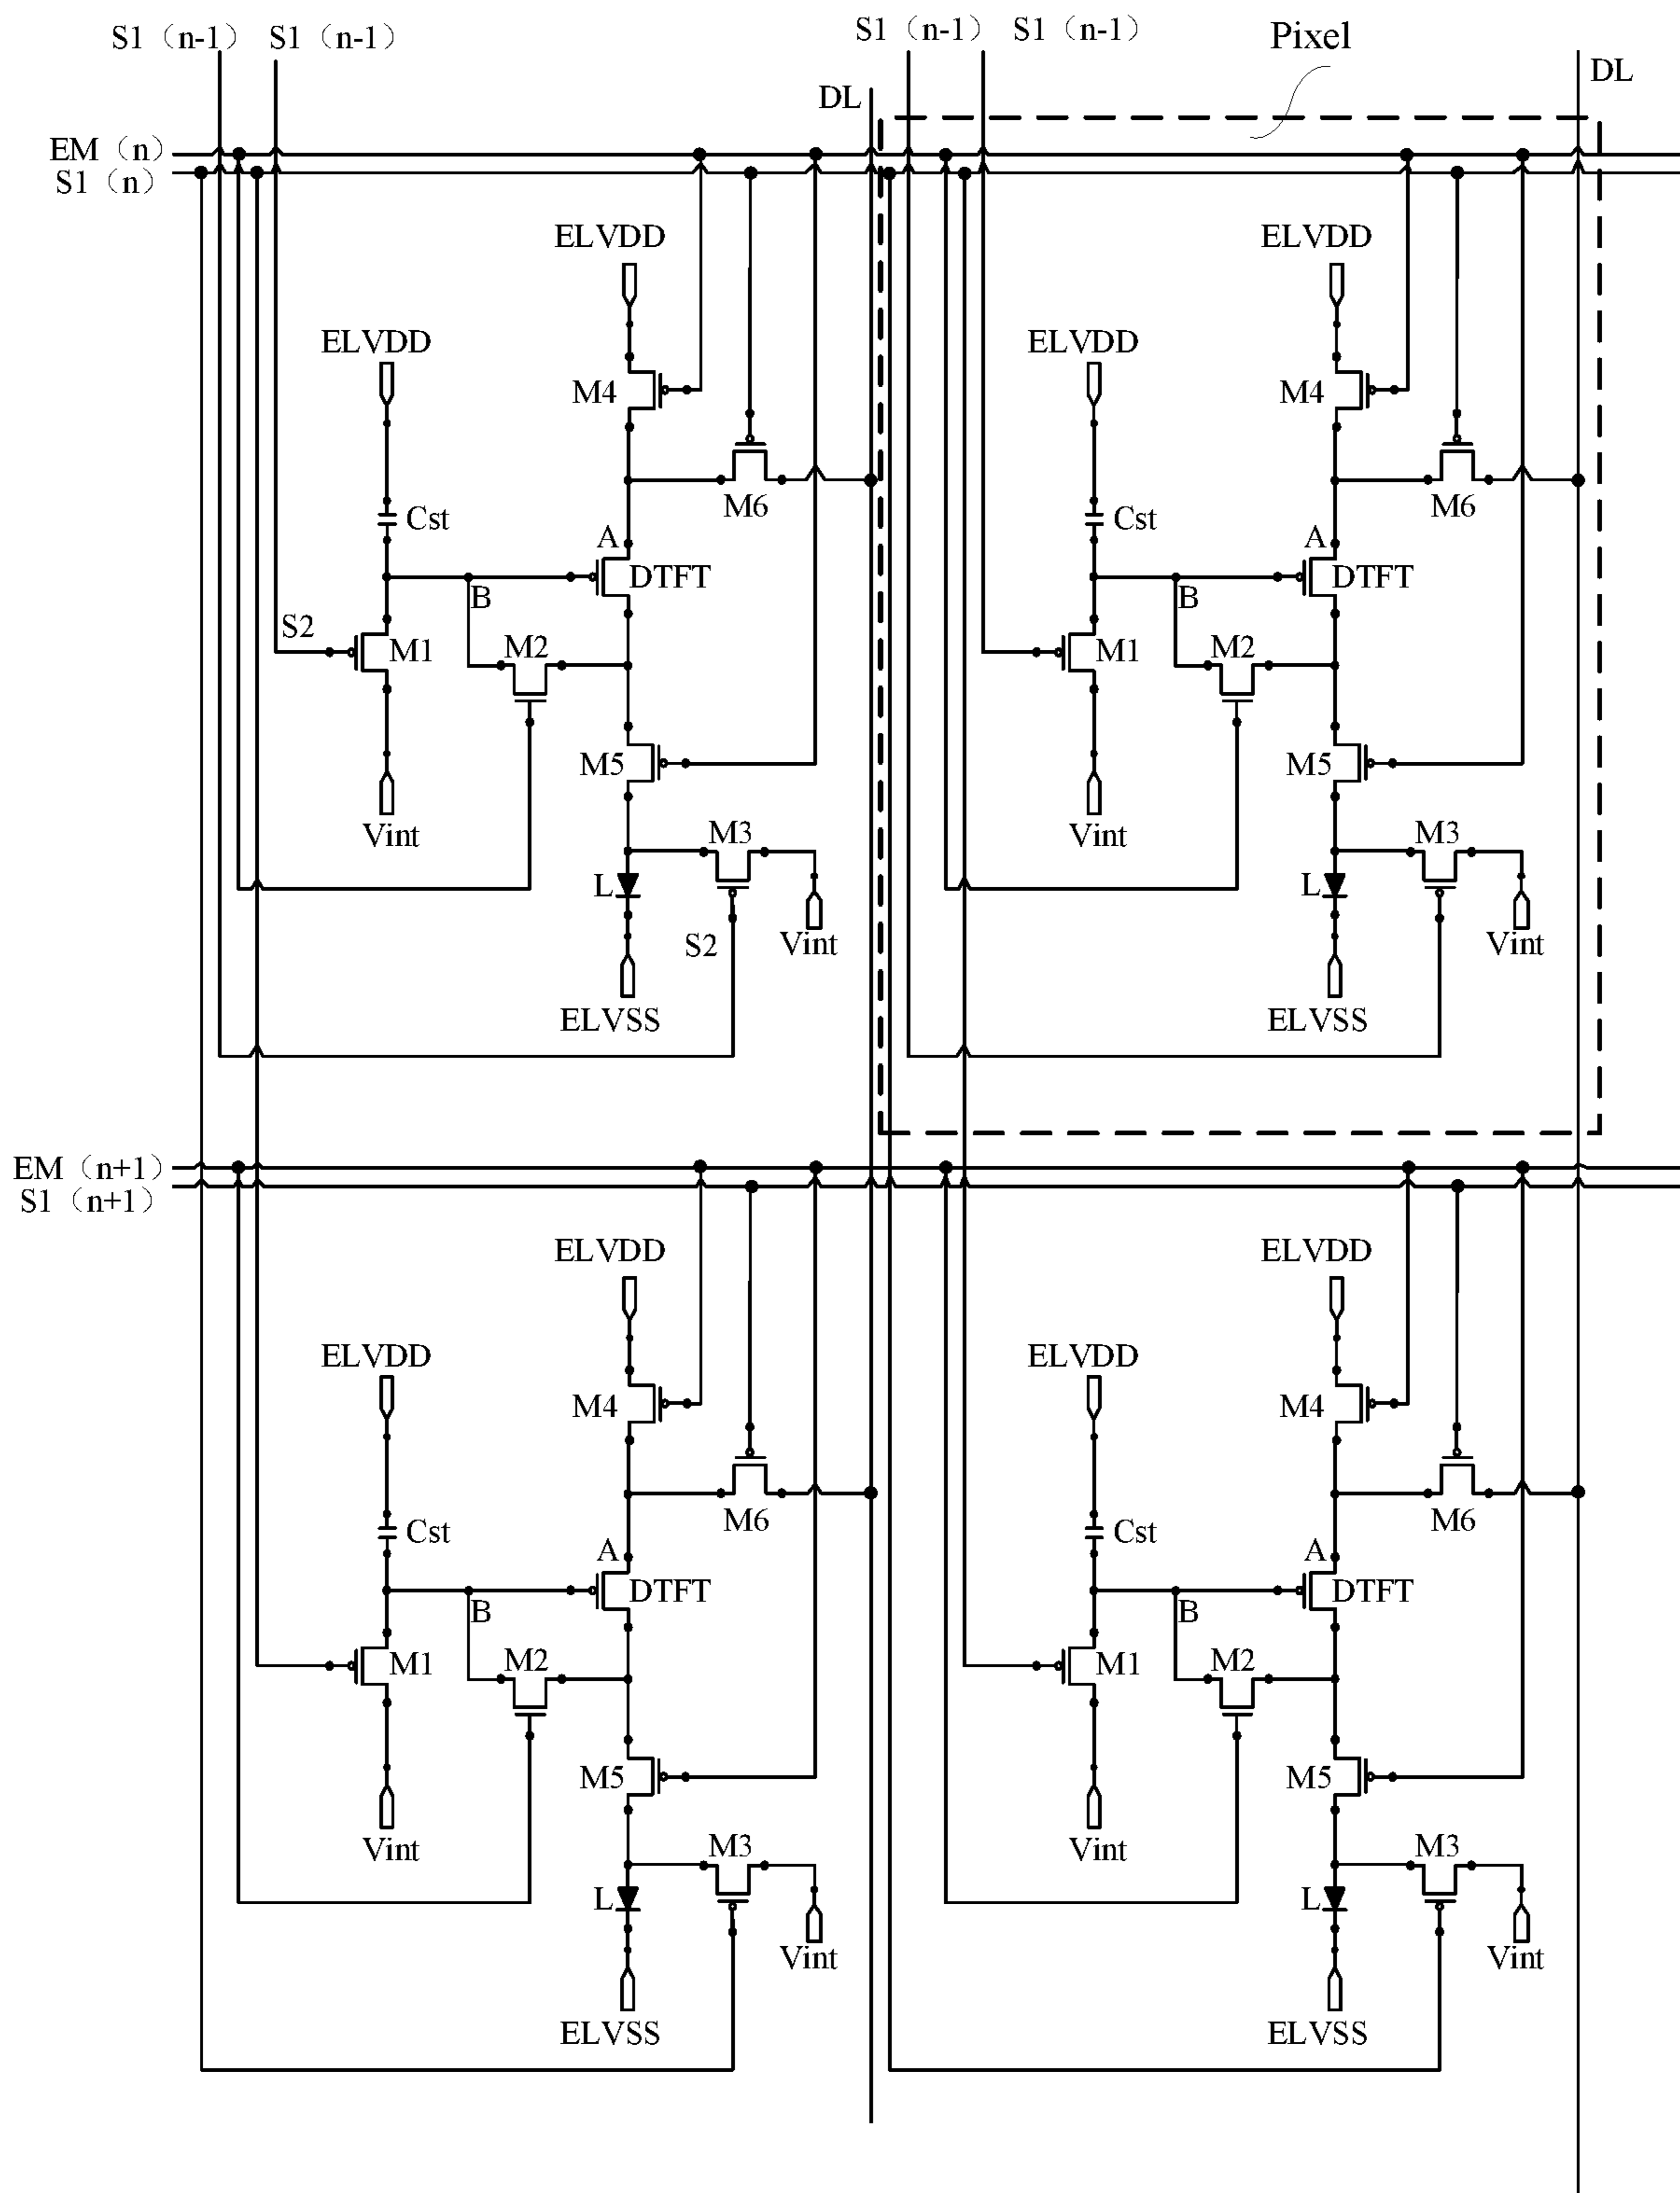 S1（n-1） S1（n-1） S1（n-1） S1（n-1） Pixel
DL DL
EM（n）
S1（n）
ELVDD ELVDD
ELVDD ELVDD
M4 M4
M6 M6
Cst Cst
A A
DTFT DTFT
B B
S2
M1 M2 M1 M2
M5 M5
Vint M3 Vint M3
L L
S2 Vint Vint
ELVSS ELVSS
EM（n+1）
S1（n+1）
ELVDD ELVDD
ELVDD ELVDD
M4 M4
M6 M6
Cst Cst
A A
DTFT DTFT
B B
M1 M2 M1 M2
M5 M5
Vint M3 Vint M3
L L
Vint Vint
ELVSS ELVSS